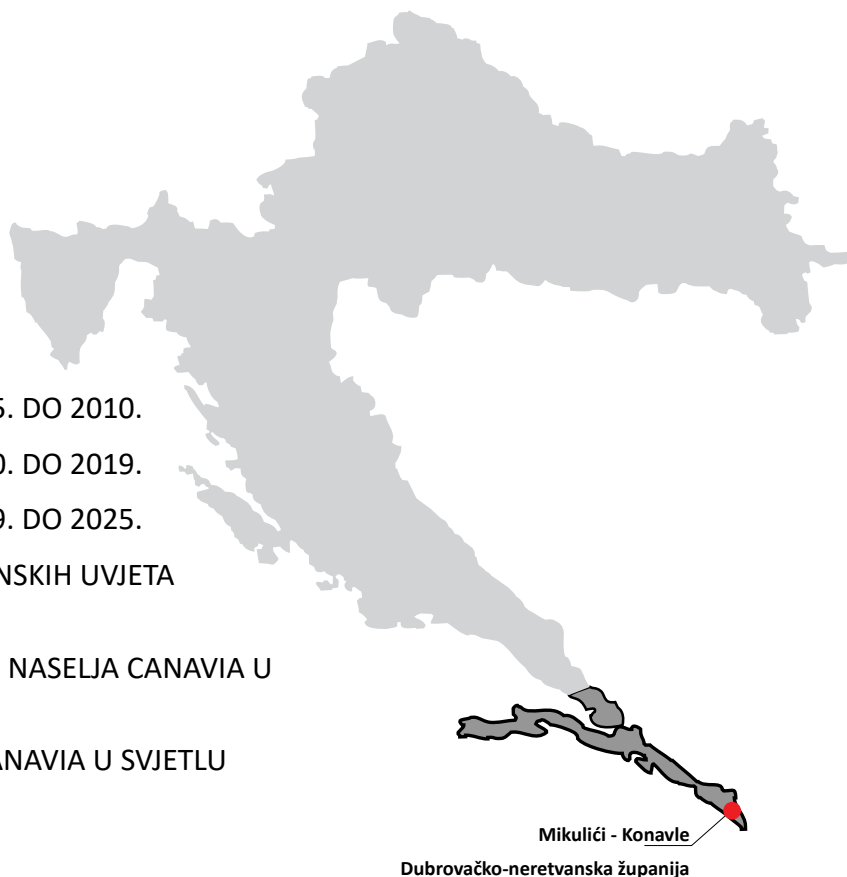 5. DO 2010.
0. DO 2019.
9. DO 2025.
NSKIH UVJETA
NASELJA CANAVIA U
ANAVIA U SVJETLU
Mikulići - Konavle
Dubrovačko-neretvanska županija